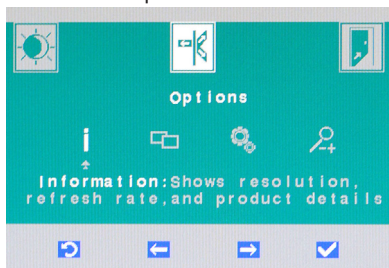 Options
Information:Shows resolution,
refresh rate,and product details